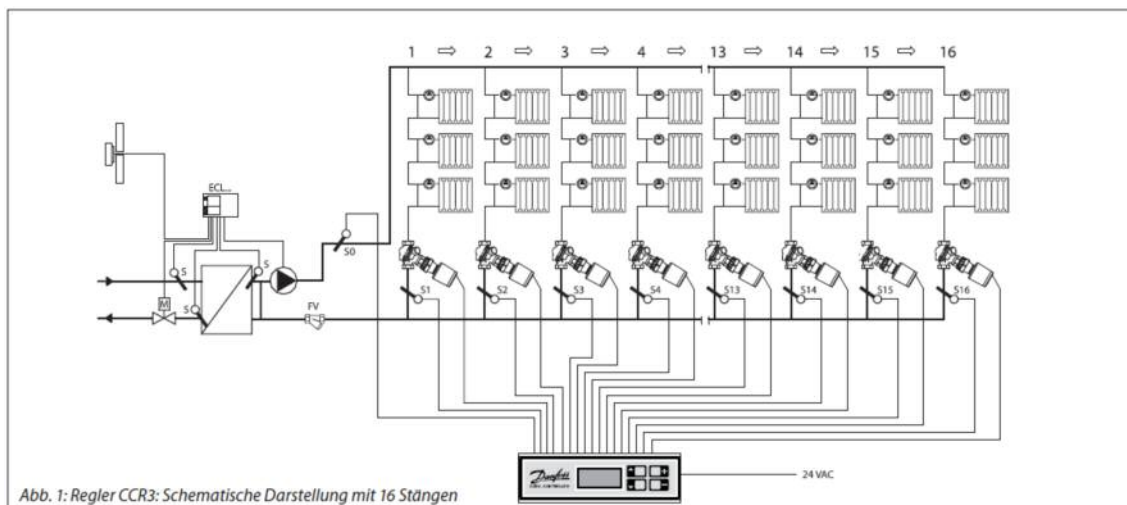 1 ⇨ 2 ⇨ 3 ⇨ 4 ⇨ 13 ⇨ 14 ⇨ 15 ⇨ 16
ECL...
S0
S
S
S
M
FV
S1
S2
S3
S4
S13
S14
S15
S16
Danfoss
24 VAC
Abb. 1: Regler CCR3: Schematische Darstellung mit 16 Stängen